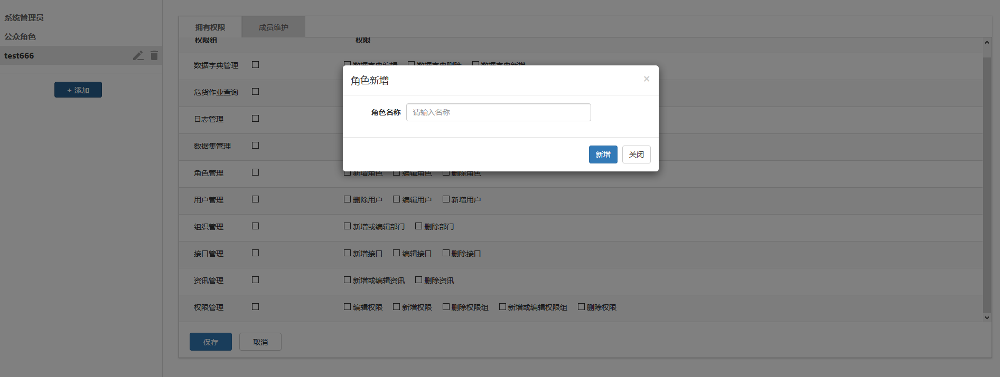 系统管理员
公众角色
test666
+ 添加
拥有权限 成员维护
权限组 权限
数据字典管理 数据字典编辑 数据字典删除 数据字典新增
危货作业查询
日志管理
数据集管理
角色管理 新增角色 编辑角色 删除角色
用户管理 删除用户 编辑用户 新增用户
组织管理 新增或编辑部门 删除部门
接口管理 新增接口 编辑接口 删除接口
资讯管理 新增或编辑资讯 删除资讯
权限管理 编辑权限 新增权限 删除权限组 新增或编辑权限组 删除权限
保存 取消
角色新增 ×
角色名称 请输入名称
新增 关闭